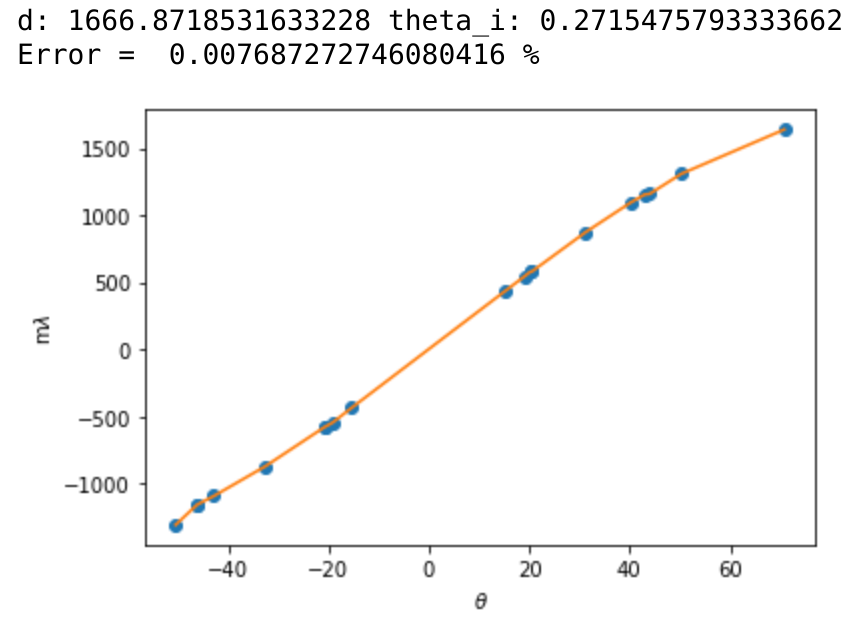 d: 1666.8718531633228 theta_i: 0.2715475793333662
Error =  0.007687272746080416 %
1500
1000
500
0
−500
−1000
mλ
−40 −20 0 20 40 60
θ